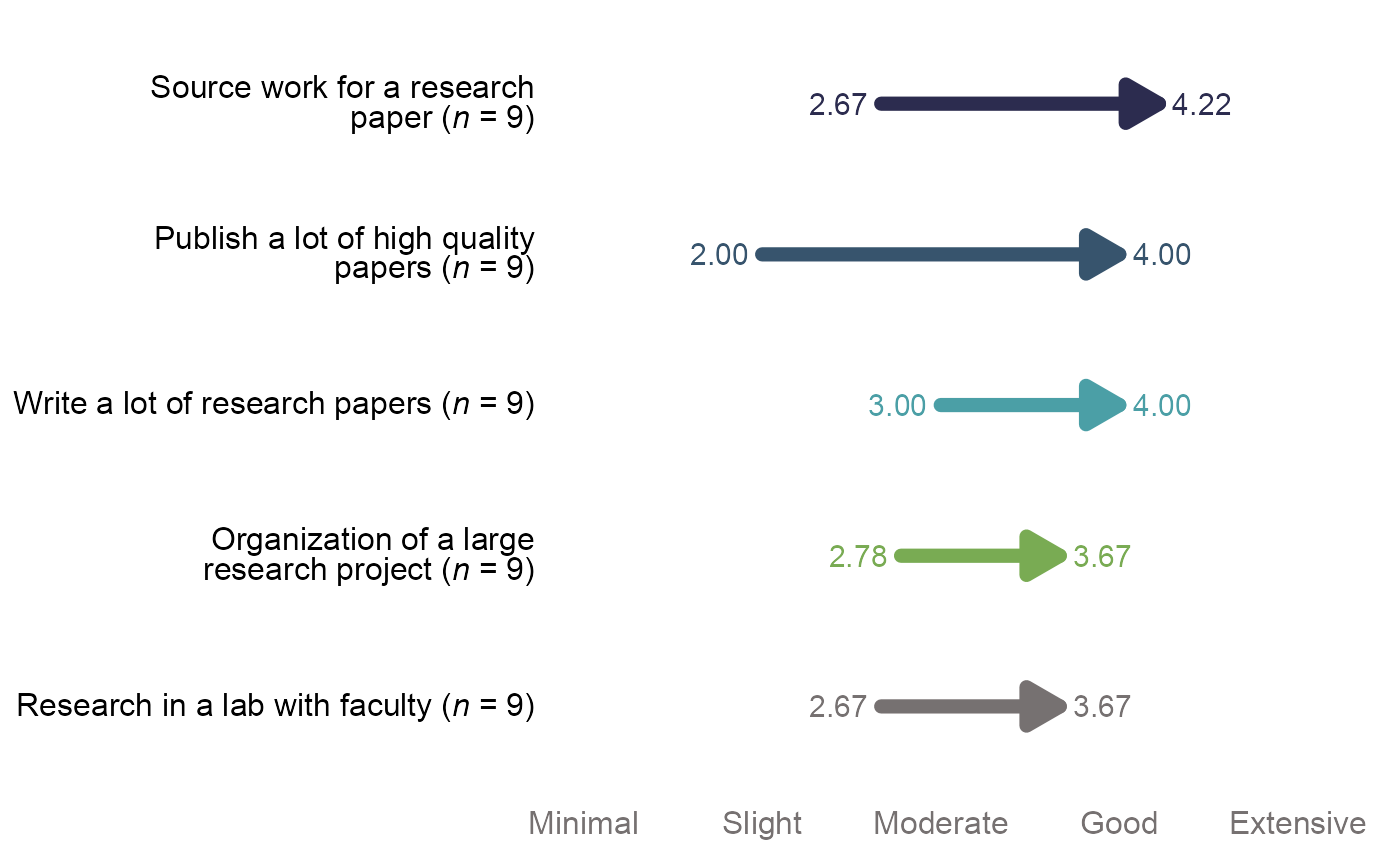 Source work for a research
paper (n = 9)
2.67
4.22
Publish a lot of high quality
papers (n = 9)
2.00
4.00
Write a lot of research papers (n = 9)
3.00
4.00
Organization of a large
research project (n = 9)
2.78
3.67
Research in a lab with faculty (n = 9)
2.67
3.67
Minimal Slight Moderate Good Extensive